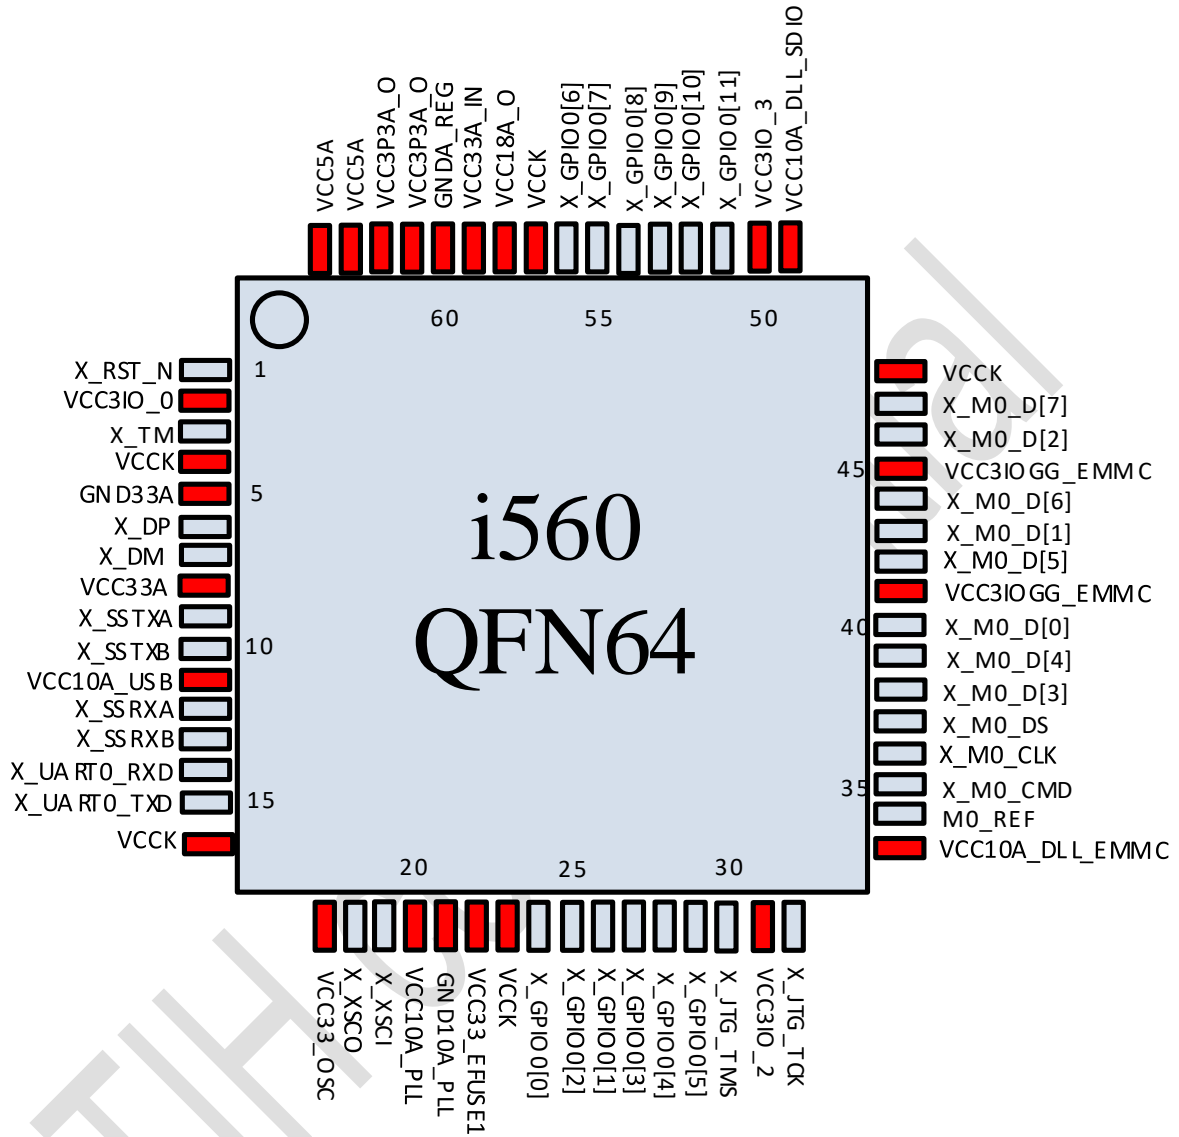 VCC5A
VCC5A
VCC3P3A_O
VCC3P3A_O
GNDA_REG
VCC33A_IN
VCC18A_O
VCCK
X_GPIO0[6]
X_GPIO0[7]
X_GPIO0[8]
X_GPIO0[9]
X_GPIO0[10]
X_GPIO0[11]
VCC3IO_3
VCC10A_DLL_SDIO
60
55
50
X_RST_N
1
VCC3IO_0
X_TM
VCCK
GND33A
5
X_DP
X_DM
VCC33A
X_SSTXA
X_SSTXB
10
VCC10A_USB
X_SSRXA
X_SSRXB
X_UART0_RXD
X_UART0_TXD
15
VCCK
i560
QFN64
VCCK
X_M0_D[7]
X_M0_D[2]
45
VCC3IOGG_EMMC
X_M0_D[6]
X_M0_D[1]
X_M0_D[5]
VCC3IOGG_EMMC
40
X_M0_D[0]
X_M0_D[4]
X_M0_D[3]
X_M0_DS
X_M0_CLK
35
X_M0_CMD
M0_REF
VCC10A_DLL_EMMC
20
25
30
VCC33_OSC
X_XSCO
X_XSCI
VCC10A_PLL
GND10A_PLL
VCC33_EFUSE1
VCCK
X_GPIO0[0]
X_GPIO0[2]
X_GPIO0[1]
X_GPIO0[3]
X_GPIO0[4]
X_GPIO0[5]
X_JTG_TMS
VCC3IO_2
X_JTG_TCK